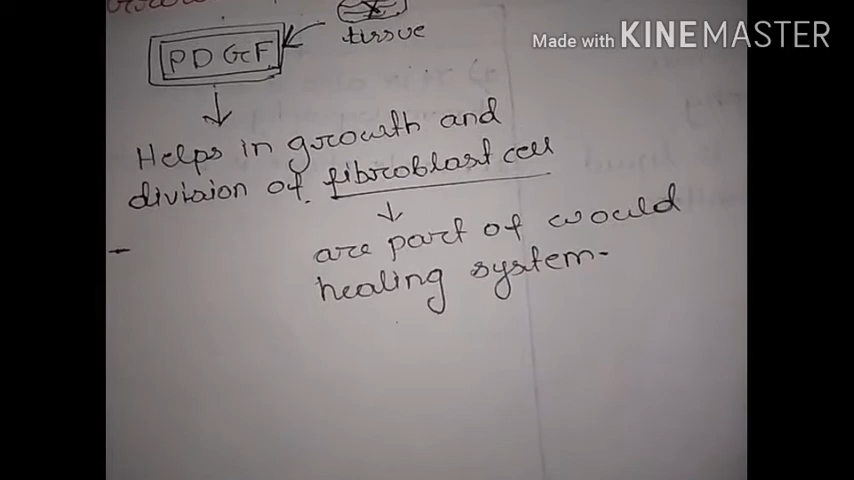 Made with KINEMASTER
tissue
PDGF
Helps in growth and
division of fibroblast cell
are part of would
healing system.